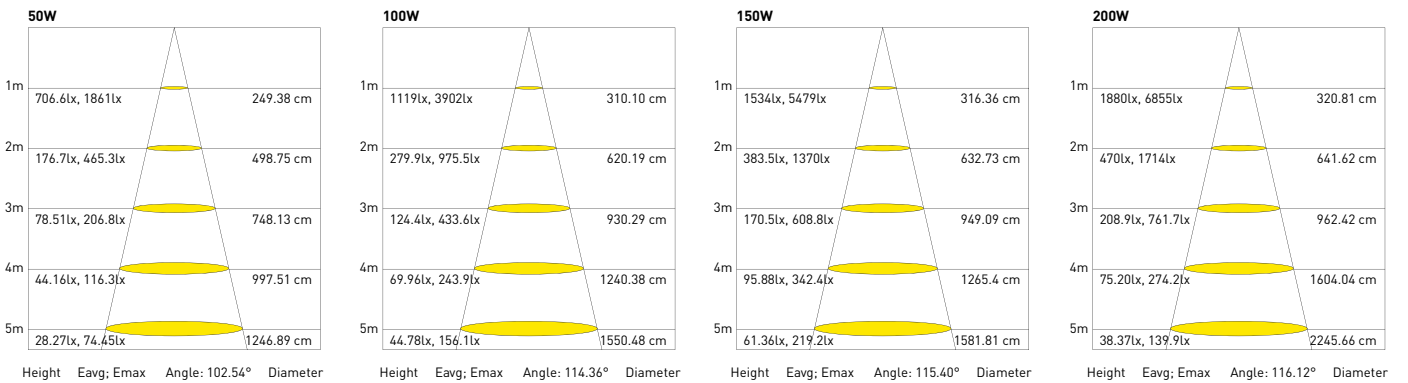 50W
1m
706.6lx, 1861lx 249.38 cm
2m
176.7lx, 465.3lx 498.75 cm
3m
78.51lx, 206.8lx 748.13 cm
4m
44.16lx, 116.3lx 997.51 cm
5m
28.27lx, 74.45lx 1246.89 cm
Height Eavg; Emax Angle: 102.54° Diameter
100W
1m
1119lx, 3902lx 310.10 cm
2m
279.9lx, 975.5lx 620.19 cm
3m
124.4lx, 433.6lx 930.29 cm
4m
69.96lx, 243.9lx 1240.38 cm
5m
44.78lx, 156.1lx 1550.48 cm
Height Eavg; Emax Angle: 114.36° Diameter
150W
1m
1534lx, 5479lx 316.36 cm
2m
383.5lx, 1370lx 632.73 cm
3m
170.5lx, 608.8lx 949.09 cm
4m
95.88lx, 342.4lx 1265.4 cm
5m
61.36lx, 219.2lx 1581.81 cm
Height Eavg; Emax Angle: 115.40° Diameter
200W
1m
1880lx, 6855lx 320.81 cm
2m
470lx, 1714lx 641.62 cm
3m
208.9lx, 761.7lx 962.42 cm
4m
75.20lx, 274.2lx 1604.04 cm
5m
38.37lx, 139.9lx 2245.66 cm
Height Eavg; Emax Angle: 116.12° Diameter